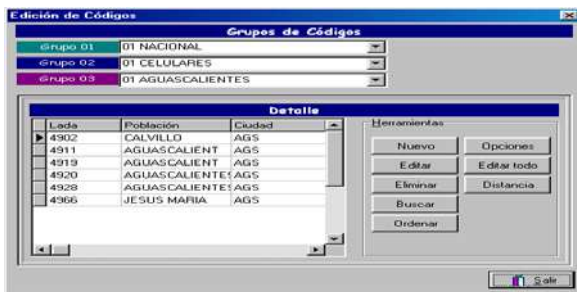 Edición de Códigos
Grupos de Códigos
Grupo 01 01 NACIONAL
Grupo 02 01 CELULARES
Grupo 03 01 AGUASCALIENTES
Detalle
Lada Población Ciudad
4902 CALVILLO AGS
4911 AGUASCALIENT AGS
4919 AGUASCALIENT AGS
4920 AGUASCALIENTES AGS
4928 AGUASCALIENTES AGS
4966 JESUS MARIA AGS
Herramientas
Nuevo Opciones
Editar Editar todo
Eliminar Distancia
Buscar
Ordenar
Salir